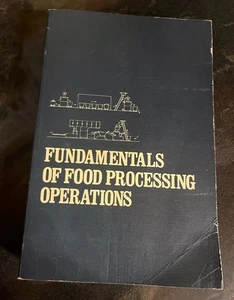 FUNDAMENTALS
OF FOOD PROCESSING
OPERATIONS